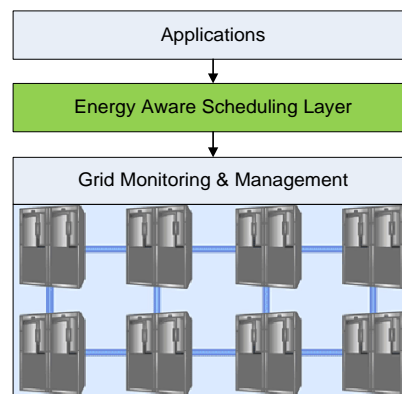 Applications
Energy Aware Scheduling Layer
Grid Monitoring & Management